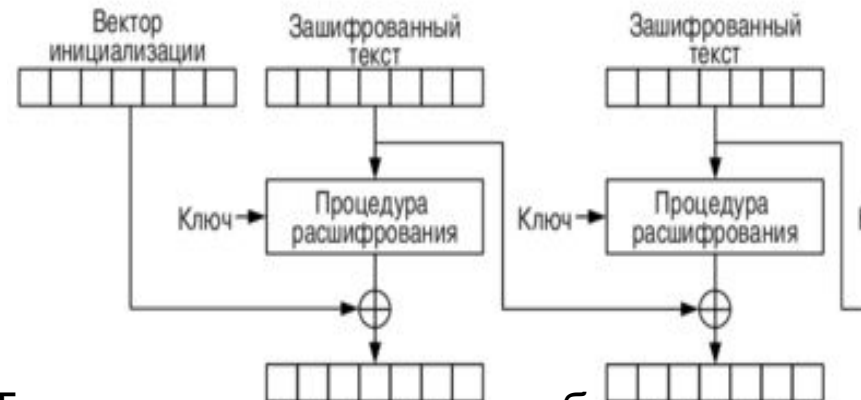 Вектор
инициализации
Зашифрованный
текст
Зашифрованный
текст
Ключ
Процедура
расшифрования
Ключ
Процедура
расшифрования